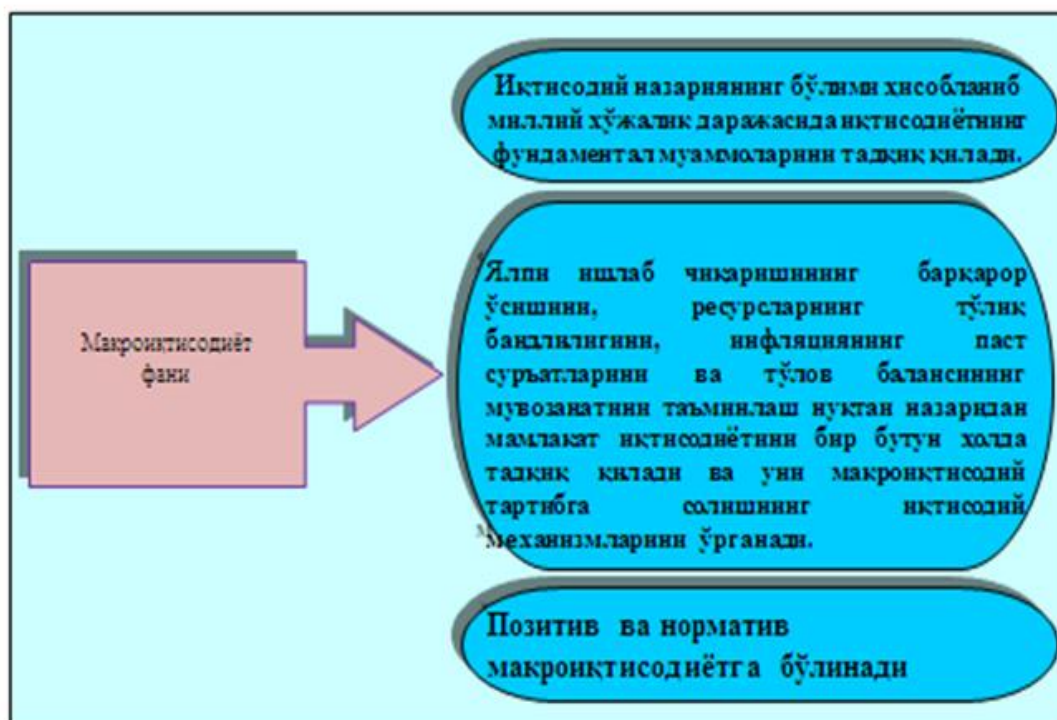 Иқтисодий назариянинг бўлими ҳисобланиб
миллий хўжалик даражасида иқтисодиётнинг
фундаментал муаммоларини тадқиқ қилади.
Макроиқтисодиёт
фани
Ялпи ишлаб чиқаришининг барқарор
ўсишини, ресурсларнинг тўлиқ
бандлилигини, инфляциянинг паст
суръатларини ва тўлов балансининг
мувозанатини таъминлаш нуқтаи назаридан
мамлакат иқтисодиётини бир бутун ҳолда
тадқиқ қилади ва уни макроиқтисодий
тартибга солишнинг иқтисодий
механизмларини ўрганади.
Позитив ва норматив
макроиқтисодиётга бўлинади